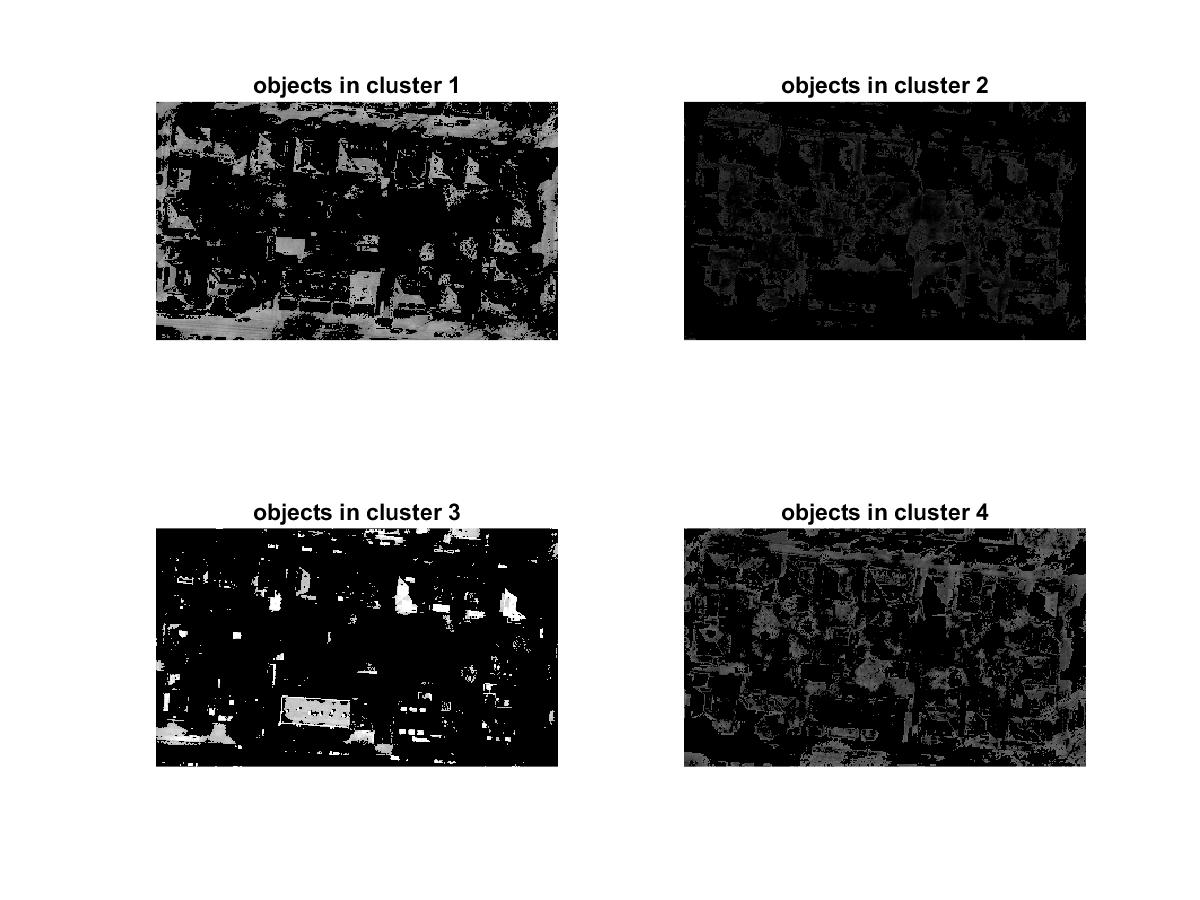 objects in cluster 1
objects in cluster 2
objects in cluster 3
objects in cluster 4